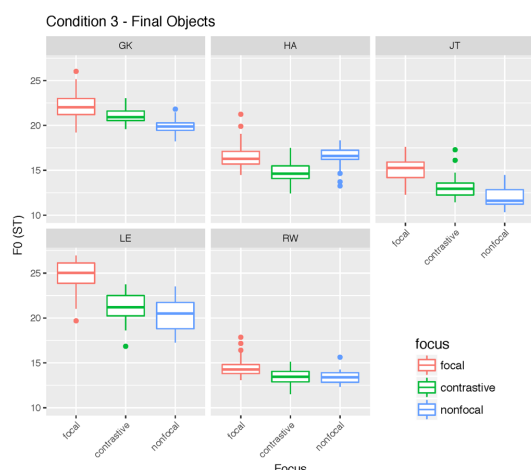 Condition 3 - Final Objects
GK
HA
JT
25
20
15
10
focal
contrastive
nonfocal
LE
RW
25
20
15
10
focal
contrastive
nonfocal
focal
contrastive
nonfocal
F0 (ST)
Focus
focus
focal
contrastive
nonfocal